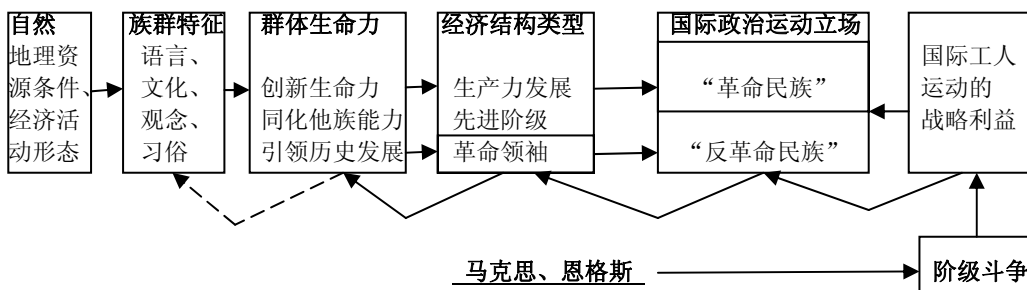 自然
地理资
源条件、
经济活
动形态
族群特征
语言、
文化、
观念、
习俗
群体生命力
创新生命力
同化他族能力
引领历史发展
经济结构类型
生产力发展
先进阶级
革命领袖
国际政治运动立场
“革命民族”
“反革命民族”
国际工人
运动的
战略利益
马克思、恩格斯
阶级斗争